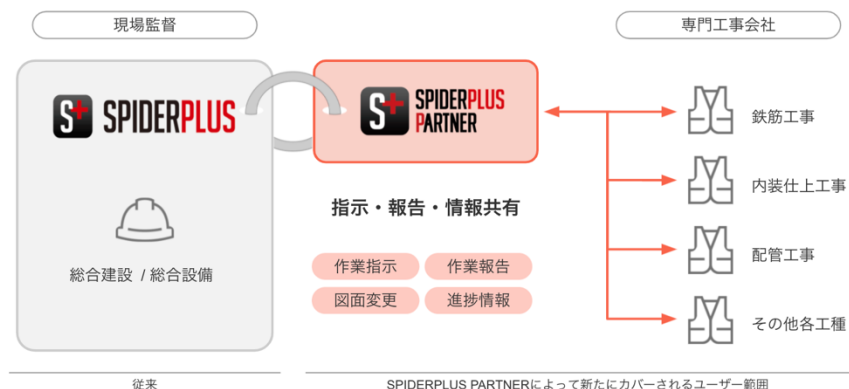 現場監督
専門工事会社
S+ SPIDERPLUS
S+ SPIDERPLUS
PARTNER
鉄筋工事
内装仕上工事
配管工事
その他各工種
総合建設 / 総合設備
指示・報告・情報共有
作業指示
作業報告
図面変更
進捗情報
従来
SPIDERPLUS PARTNERによって新たにカバーされるユーザー範囲